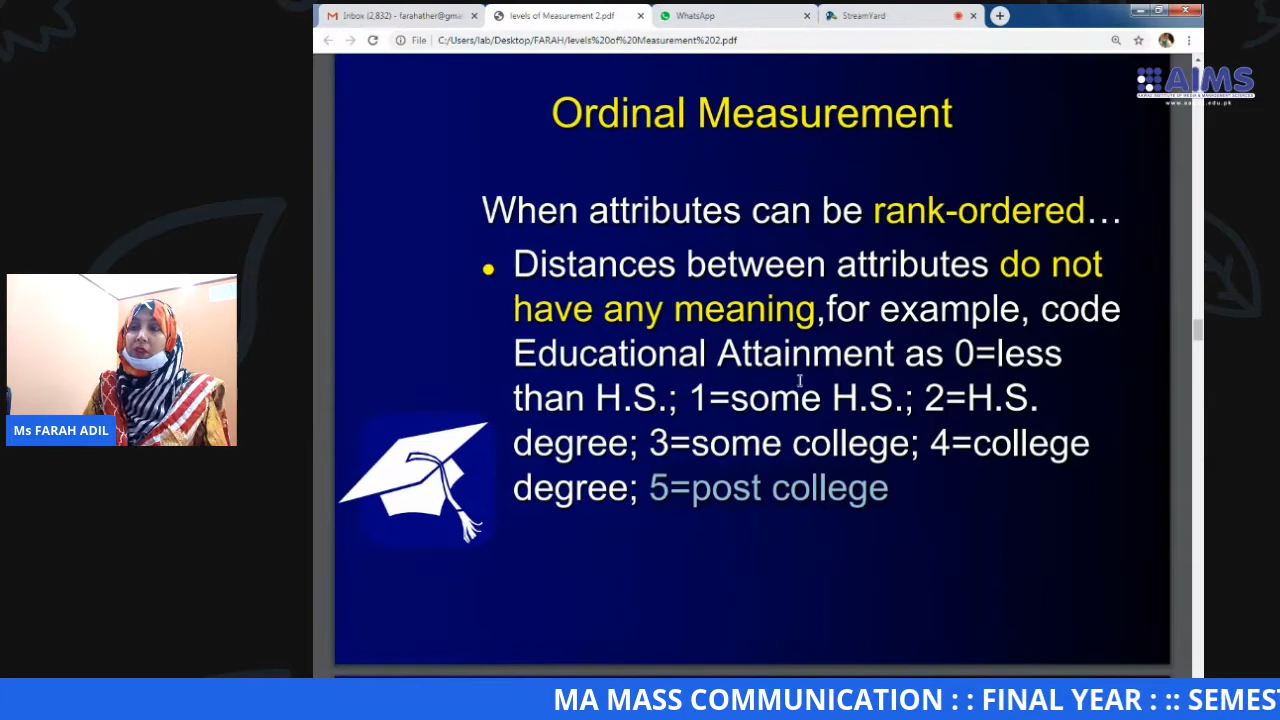 Inbox (2,832) - farahather@gma
levels of Measurement 2.pdf
WhatsApp
StreamYard
File
C:/Users/lab/Desktop/FARAH/levels%20of%20Measurement%202.pdf
AIMS
Ordinal Measurement
When attributes can be rank-ordered…
• Distances between attributes do not
have any meaning,for example, code
Educational Attainment as 0=less
than H.S.; 1=some H.S.; 2=H.S.
degree; 3=some college; 4=college
degree; 5=post college
Ms FARAH ADIL
MA MASS COMMUNICATION : : FINAL YEAR : :: SEMES